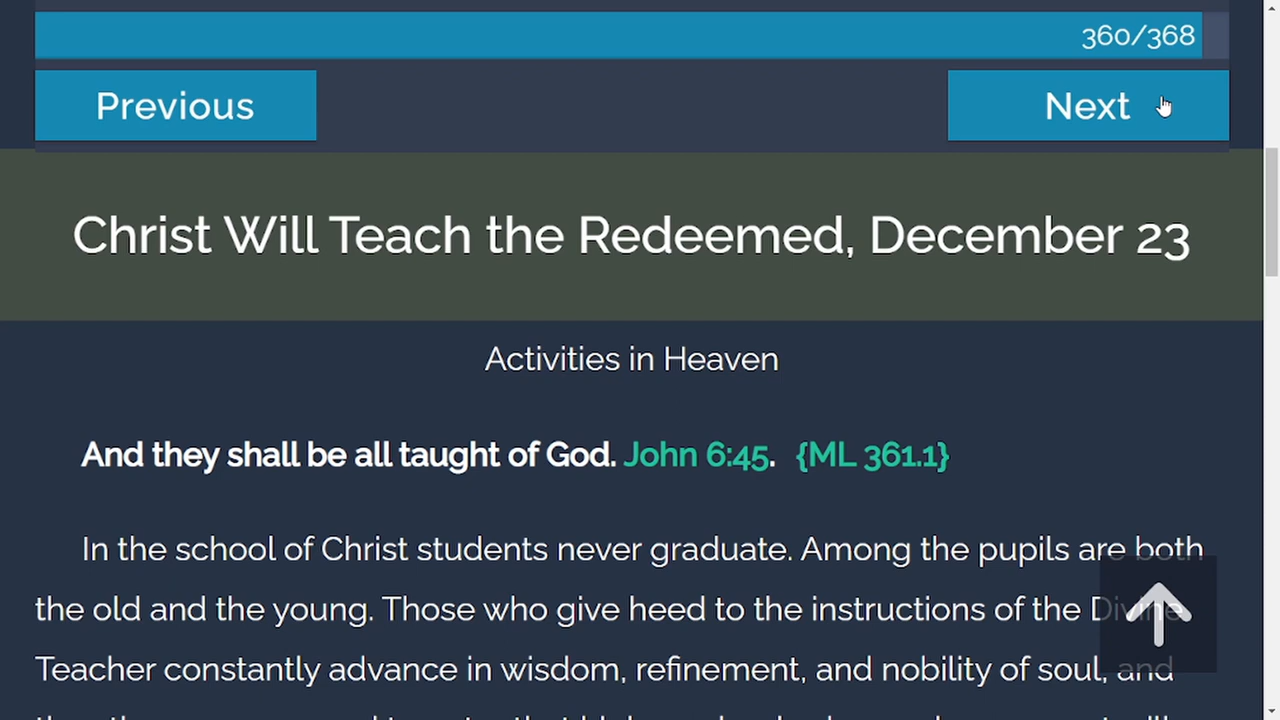 360/368
Previous
Next
Christ Will Teach the Redeemed, December 23
Activities in Heaven
And they shall be all taught of God. John 6:45. {ML 361.1}
In the school of Christ students never graduate. Among the pupils are both
the old and the young. Those who give heed to the instructions of the Divine
Teacher constantly advance in wisdom, refinement, and nobility of soul, and